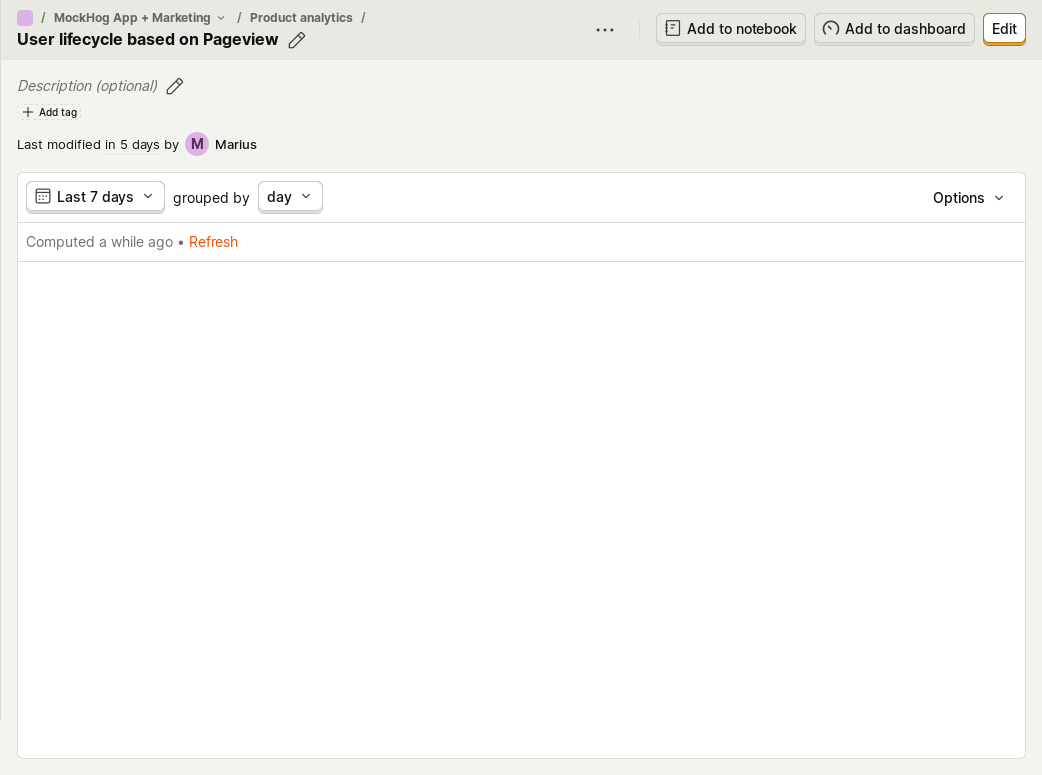 / MockHog App + Marketing / Product analytics /
User lifecycle based on Pageview
Add to notebook
Add to dashboard
Edit
Description (optional)
Add tag
Last modified in 5 days by M Marius
Last 7 days grouped by day
Options
Computed a while ago • Refresh